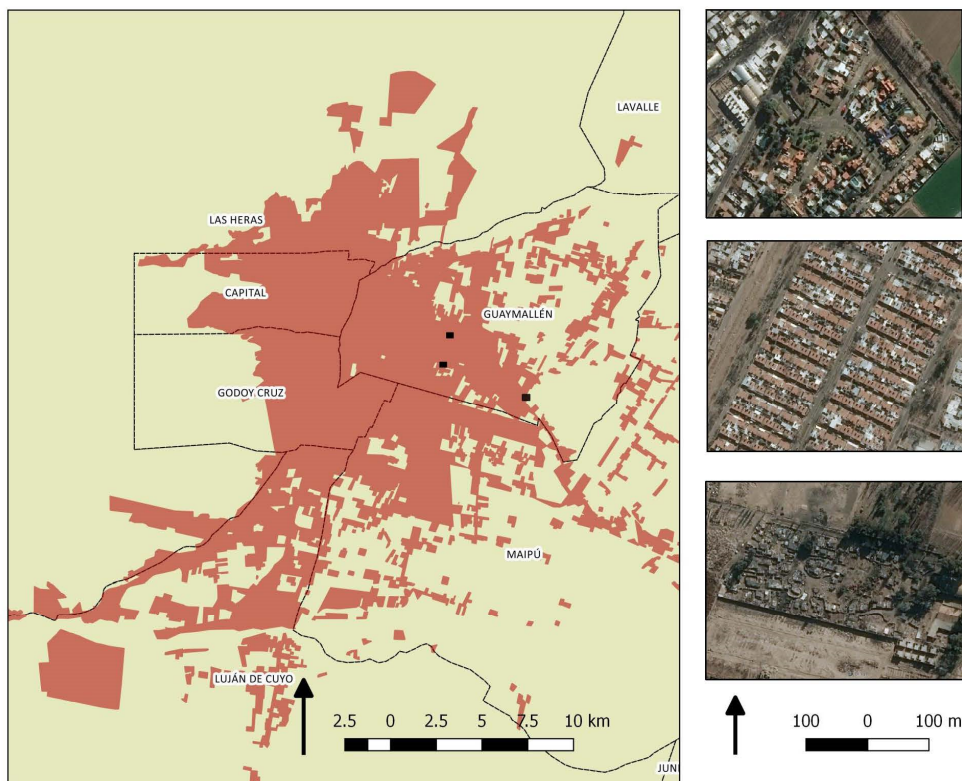 LAVALLE
LAS HERAS
CAPITAL
GUAYMALLÉN
GODOY CRUZ
MAIPÚ
LUJÁN DE CUYO
2.5 0 2.5 5 7.5 10 km
JUNI
100 0 100 m